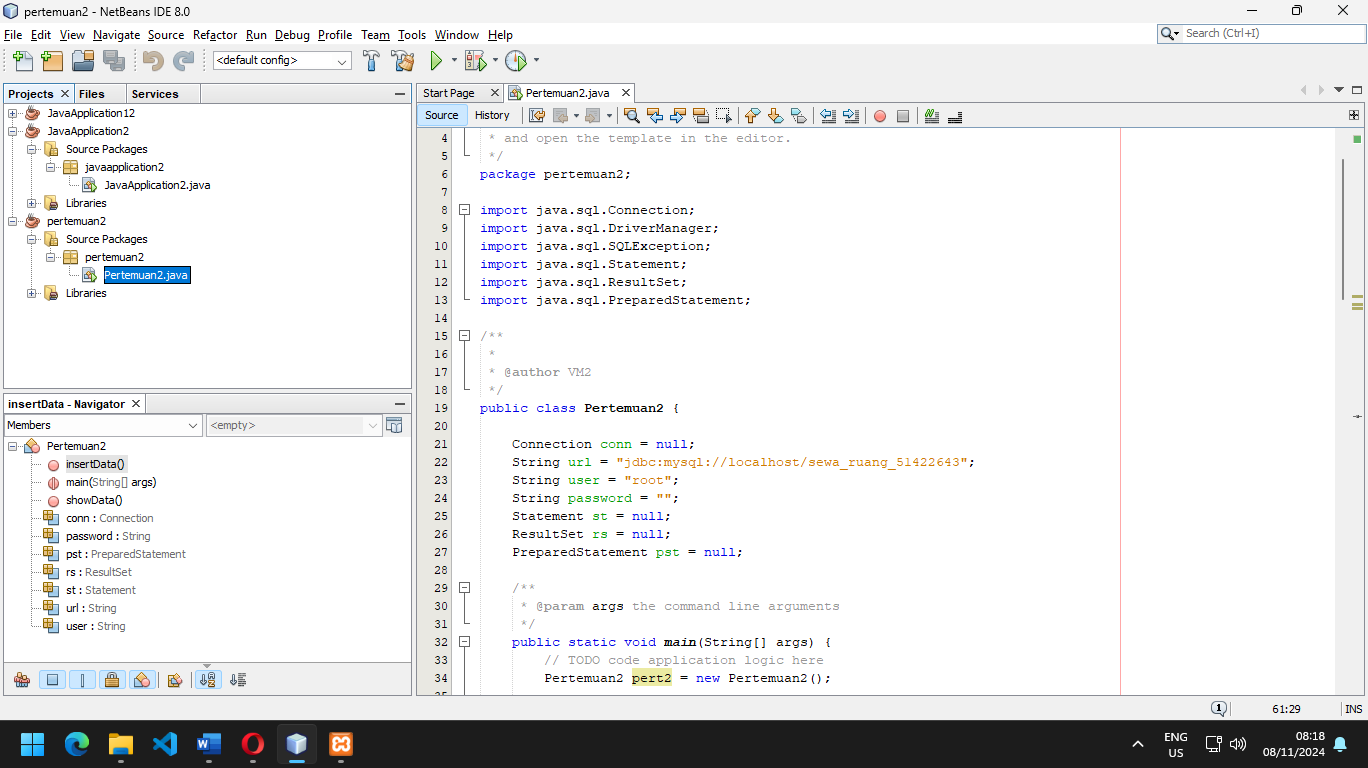 pertemuan2 - NetBeans IDE 8.0
File Edit View Navigate Source Refactor Run Debug Profile Team Tools Window Help
Search (Ctrl+I)
<default config>
Projects Files Services
JavaApplication12
JavaApplication2
Source Packages
javaapplication2
JavaApplication2.java
Libraries
pertemuan2
Source Packages
pertemuan2
Pertemuan2.java
Libraries
insertData - Navigator
Members <empty>
Pertemuan2
insertData()
main(String[] args)
showData()
conn : Connection
password : String
pst : PreparedStatement
rs : ResultSet
st : Statement
url : String
user : String
Start Page Pertemuan2.java
Source History
4 * and open the template in the editor.
5 */
6 package pertemuan2;
7
8 import java.sql.Connection;
9 import java.sql.DriverManager;
10 import java.sql.SQLException;
11 import java.sql.Statement;
12 import java.sql.ResultSet;
13 import java.sql.PreparedStatement;
14
15 /**
16 *
17 * @author VM2
18 */
19 public class Pertemuan2 {
20
21 Connection conn = null;
22 String url = "jdbc:mysql://localhost/sewa_ruang_51422643";
23 String user = "root";
24 String password = "";
25 Statement st = null;
26 ResultSet rs = null;
27 PreparedStatement pst = null;
28
29 /**
30 * @param args the command line arguments
31 */
32 public static void main(String[] args) {
33 // TODO code application logic here
34 Pertemuan2 pert2 = new Pertemuan2();
61:29 INS
ENG
US
08:18
08/11/2024